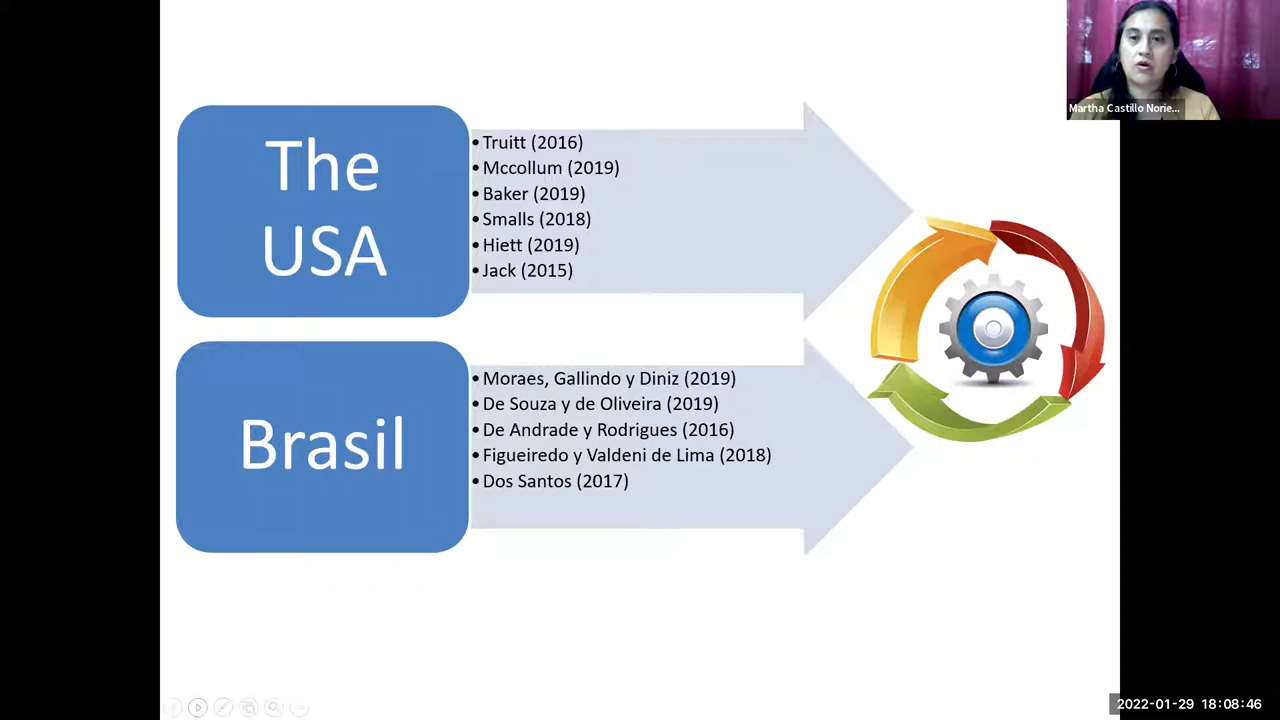 Martha Castillo Norie...
The
USA
• Truitt (2016)
• Mccollum (2019)
• Baker (2019)
• Smalls (2018)
• Hiett (2019)
• Jack (2015)
Brasil
• Moraes, Gallindo y Diniz (2019)
• De Souza y de Oliveira (2019)
• De Andrade y Rodrigues (2016)
• Figueiredo y Valdeni de Lima (2018)
• Dos Santos (2017)
2022-01-29 18:08:46